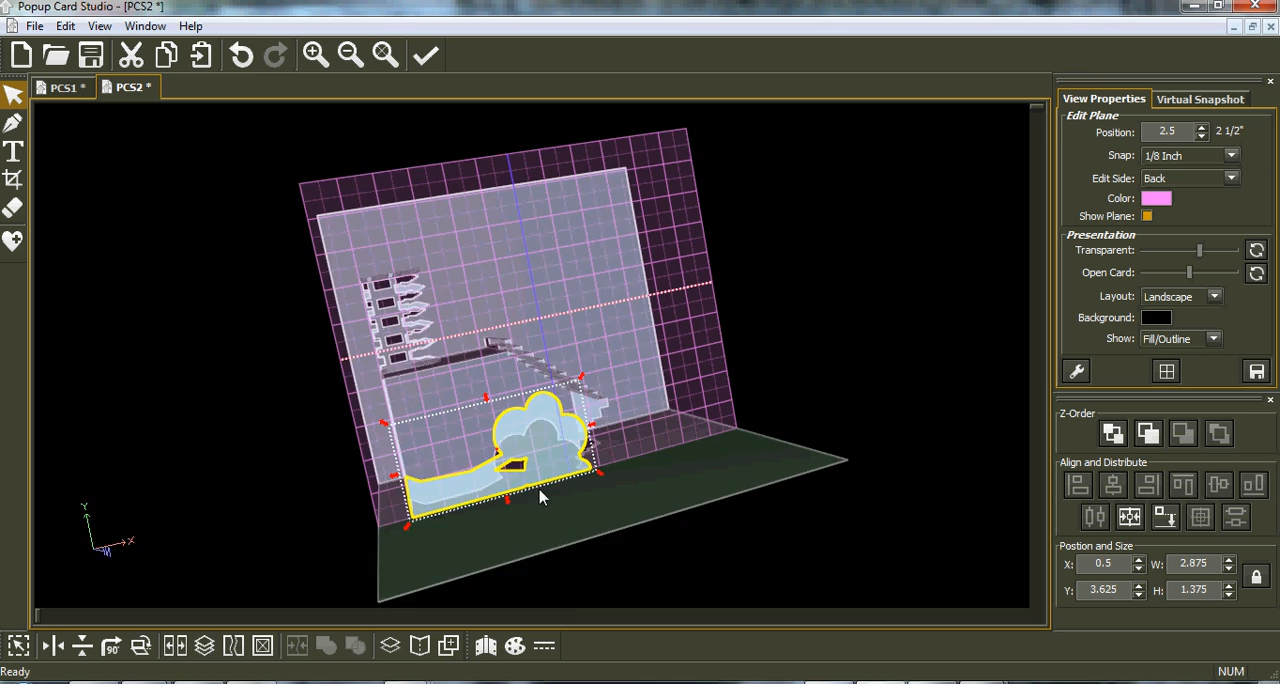 Popup Card Studio - [PCS2 *]
File Edit View Window Help
PCS1 * PCS2 *
View Properties Virtual Snapshot
Edit Plane
Position: 2.5 2 1/2"
Snap: 1/8 Inch
Edit Side: Back
Color:
Show Plane:
Presentation
Transparent:
Open Card:
Layout: Landscape
Background:
Show: Fill/Outline
Z-Order
Align and Distribute
Postion and Size
X: 0.5 W: 2.875
Y: 3.625 H: 1.375
Y
X
90°
Ready
NUM